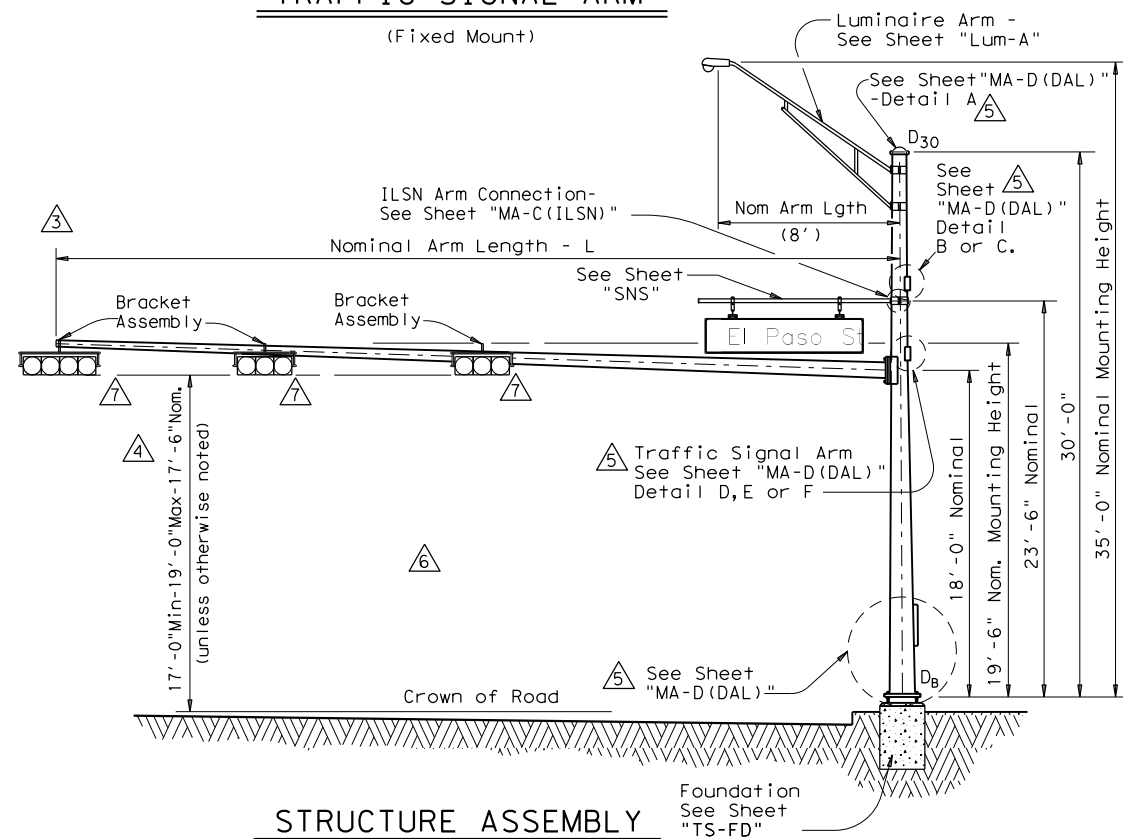 TRAFFIC SIGNAL ARM
(Fixed Mount)
Luminaire Arm -
See Sheet "Lum-A"
See Sheet"MA-D(DAL)"
-Detail A 5
D30
See
Sheet 5
"MA-D(DAL)"
Detail
B or C.
ILSN Arm Connection-
See Sheet "MA-C(ILSN)"
Nom Arm Lgth
(8')
3
Nominal Arm Length - L
See Sheet
"SNS"
Bracket
Assembly
Bracket
Assembly
El Paso St
7
7
7
4
17'-0"Min-19'-0"Max-17'-6"Nom.
(unless otherwise noted)
5 Traffic Signal Arm
See Sheet "MA-D(DAL)"
Detail D,E or F
6
18'-0" Nominal
19'-6" Nom. Mounting Height
23'-6" Nominal
30'-0"
35'-0" Nominal Mounting Height
5 See Sheet
"MA-D(DAL)"
DB
Crown of Road
Foundation
See Sheet
"TS-FD"
STRUCTURE ASSEMBLY